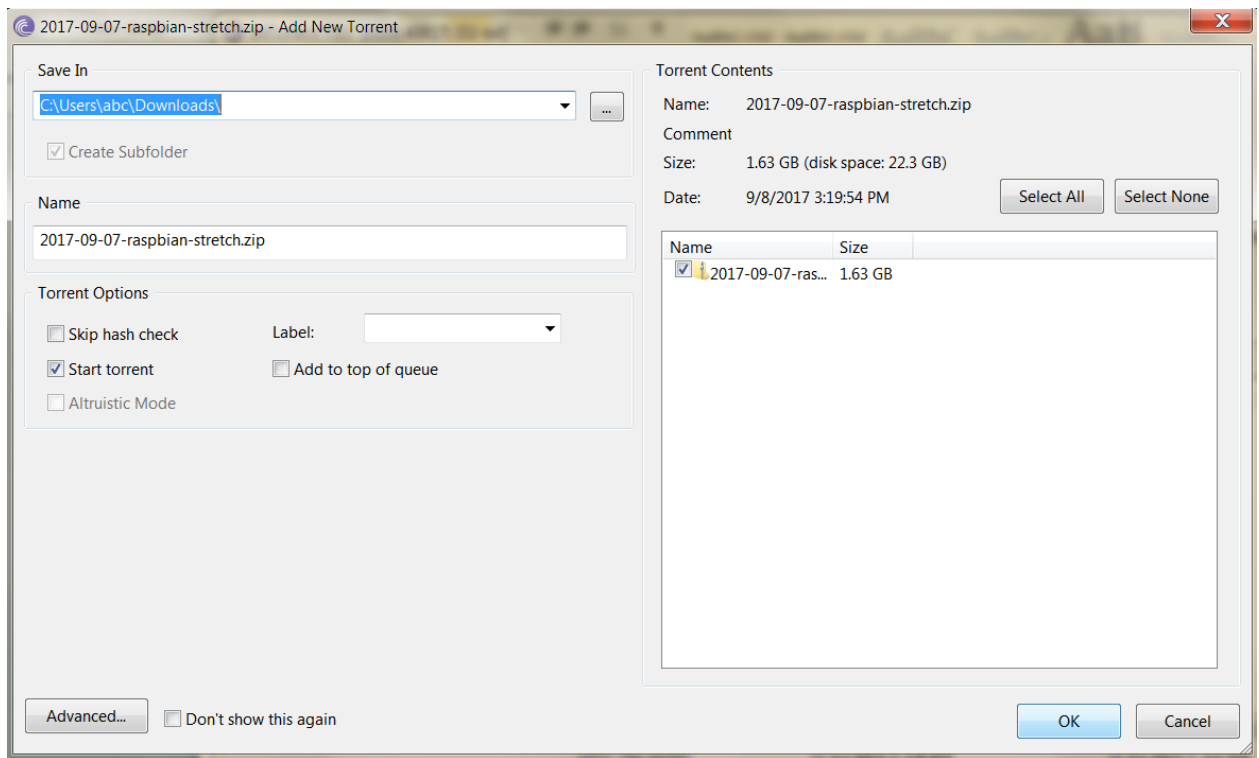 2017-09-07-raspbian-stretch.zip - Add New Torrent
Save In
C:\Users\abc\Downloads\
...
Create Subfolder
Name
2017-09-07-raspbian-stretch.zip
Torrent Options
Skip hash check
Label:
Start torrent
Add to top of queue
Altruistic Mode
Torrent Contents
Name: 2017-09-07-raspbian-stretch.zip
Comment
Size: 1.63 GB (disk space: 22.3 GB)
Date: 9/8/2017 3:19:54 PM
Select All
Select None
Name Size
2017-09-07-ras... 1.63 GB
Advanced...
Don't show this again
OK
Cancel